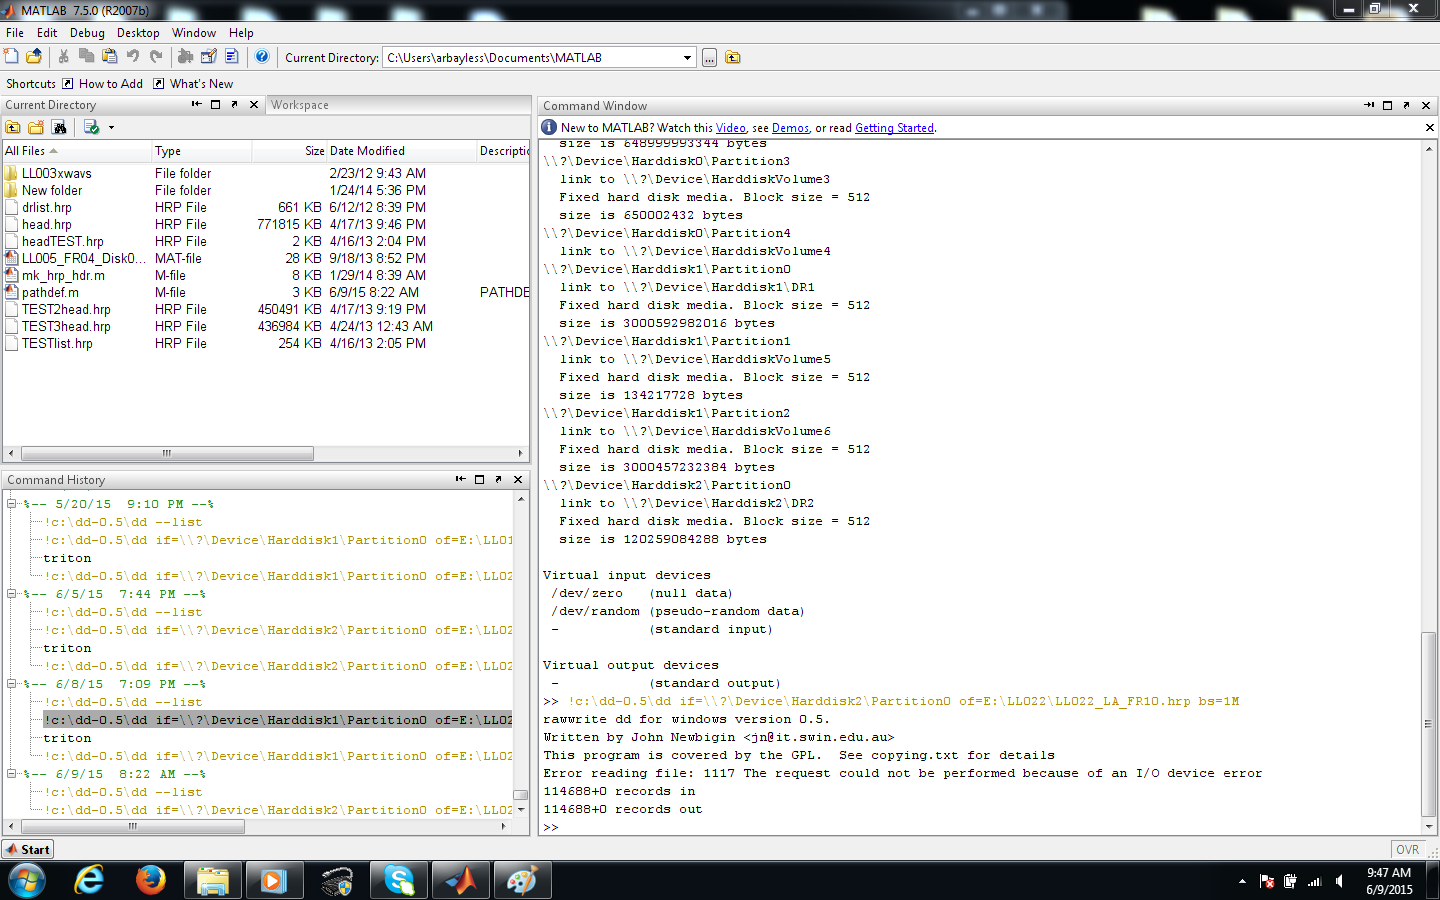 MATLAB 7.5.0 (R2007b)
File Edit Debug Desktop Window Help
Current Directory: C:\Users\arbayless\Documents\MATLAB ...
Shortcuts How to Add What's New
Current Directory Workspace
All Files Type Size Date Modified Descriptio
LL003xwavs File folder 2/23/12 9:43 AM
New folder File folder 1/24/14 5:36 PM
drlist.hrp HRP File 661 KB 6/12/12 8:39 PM
head.hrp HRP File 771815 KB 4/17/13 9:46 PM
headTEST.hrp HRP File 2 KB 4/16/13 2:04 PM
LL005_FR04_Disk0... MAT-file 28 KB 9/18/13 8:52 PM
mk_hrp_hdr.m M-file 8 KB 1/29/14 8:39 AM
pathdef.m M-file 3 KB 6/9/15 8:22 AM PATHDE
TEST2head.hrp HRP File 450491 KB 4/17/13 9:19 PM
TEST3head.hrp HRP File 436984 KB 4/24/13 12:43 AM
TESTlist.hrp HRP File 254 KB 4/16/13 2:05 PM
Command History
%-- 5/20/15  9:10 PM --%
!c:\dd-0.5\dd --list
!c:\dd-0.5\dd if=\\?\Device\Harddisk1\Partition0 of=E:\LL01
triton
!c:\dd-0.5\dd if=\\?\Device\Harddisk1\Partition0 of=E:\LL02
%-- 6/5/15  7:44 PM --%
!c:\dd-0.5\dd --list
!c:\dd-0.5\dd if=\\?\Device\Harddisk2\Partition0 of=E:\LL02
triton
!c:\dd-0.5\dd if=\\?\Device\Harddisk2\Partition0 of=E:\LL02
%-- 6/8/15  7:09 PM --%
!c:\dd-0.5\dd --list
!c:\dd-0.5\dd if=\\?\Device\Harddisk1\Partition0 of=E:\LL02
triton
!c:\dd-0.5\dd if=\\?\Device\Harddisk1\Partition0 of=E:\LL02
%-- 6/9/15  8:22 AM --%
!c:\dd-0.5\dd --list
!c:\dd-0.5\dd if=\\?\Device\Harddisk2\Partition0 of=E:\LL02
Command Window
New to MATLAB? Watch this Video, see Demos, or read Getting Started.
size is 648999993344 bytes
\\?\Device\Harddisk0\Partition3
link to \\?\Device\HarddiskVolume3
Fixed hard disk media. Block size = 512
size is 650002432 bytes
\\?\Device\Harddisk0\Partition4
link to \\?\Device\HarddiskVolume4
\\?\Device\Harddisk1\Partition0
link to \\?\Device\Harddisk1\DR1
Fixed hard disk media. Block size = 512
size is 3000592982016 bytes
\\?\Device\Harddisk1\Partition1
link to \\?\Device\HarddiskVolume5
Fixed hard disk media. Block size = 512
size is 134217728 bytes
\\?\Device\Harddisk1\Partition2
link to \\?\Device\HarddiskVolume6
Fixed hard disk media. Block size = 512
size is 3000457232384 bytes
\\?\Device\Harddisk2\Partition0
link to \\?\Device\Harddisk2\DR2
Fixed hard disk media. Block size = 512
size is 120259084288 bytes
Virtual input devices
/dev/zero (null data)
/dev/random (pseudo-random data)
- (standard input)
Virtual output devices
- (standard output)
>> !c:\dd-0.5\dd if=\\?\Device\Harddisk2\Partition0 of=E:\LL022\LL022_LA_FR10.hrp bs=1M
rawwrite dd for windows version 0.5.
Written by John Newbigin <jn@it.swin.edu.au>
This program is covered by the GPL.  See copying.txt for details
Error reading file: 1117 The request could not be performed because of an I/O device error
114688+0 records in
114688+0 records out
>>
Start OVR
9:47 AM
6/9/2015